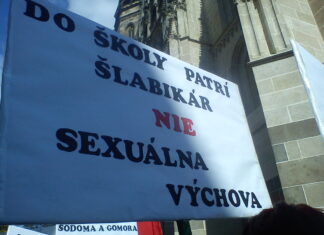 DO ŠKOLY PATRÍ
ŠLABIKÁR
NIE
SEXUÁLNA
VÝCHOVA
SODOMA A GOMORA